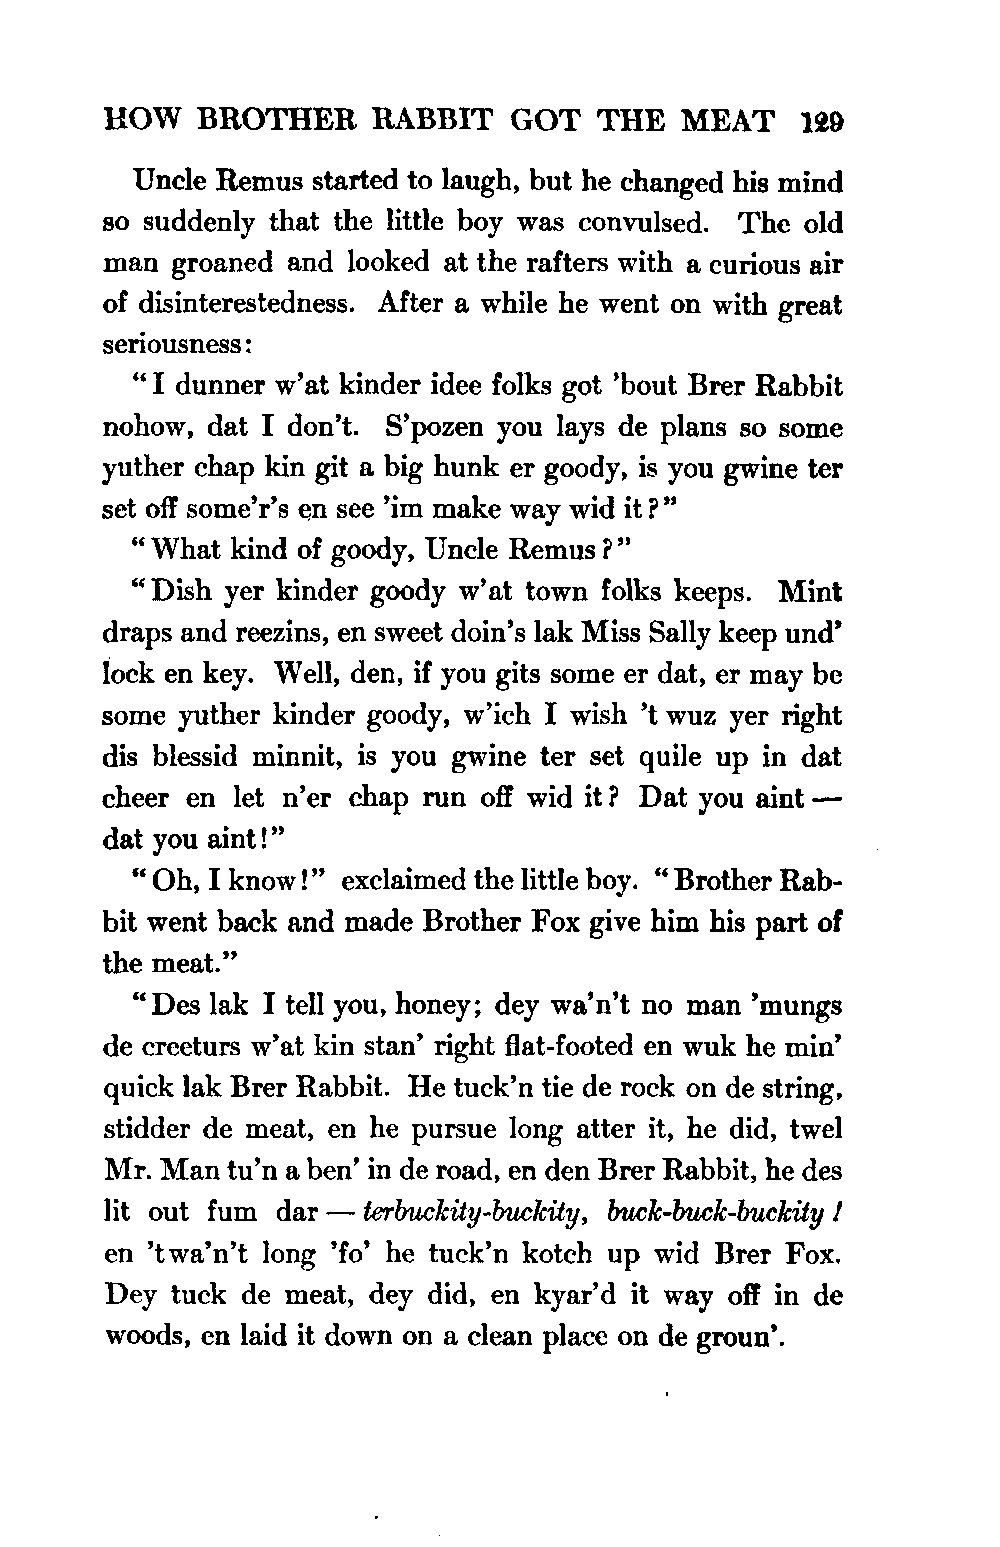 HOW BROTHER RABBIT GOT THE MEAT 129
Uncle Remus started to laugh, but he changed his mind
so suddenly that the little boy was convulsed. The old
man groaned and looked at the rafters with a curious air
of disinterestedness. After a while he went on with great
seriousness:
"I dunner w'at kinder idee folks got 'bout Brer Rabbit
nohow, dat I don't. S'pozen you lays de plans so some
yuther chap kin git a big hunk er goody, is you gwine ter
set off some'r's en see 'im make way wid it?"
"What kind of goody, Uncle Remus?"
"Dish yer kinder goody w'at town folks keeps. Mint
draps and reezins, en sweet doin's lak Miss Sally keep und'
lock en key. Well, den, if you gits some er dat, er may be
some yuther kinder goody, w'ich I wish 't wuz yer right
dis blessid minnit, is you gwine ter set quile up in dat
cheer en let n'er chap run off wid it? Dat you aint —
dat you aint!"
"Oh, I know!" exclaimed the little boy. "Brother Rab-
bit went back and made Brother Fox give him his part of
the meat."
"Des lak I tell you, honey; dey wa'n't no man 'mungs
de creeturs w'at kin stan' right flat-footed en wuk he min'
quick lak Brer Rabbit. He tuck'n tie de rock on de string,
stidder de meat, en he pursue long atter it, he did, twel
Mr. Man tu'n a ben' in de road, en den Brer Rabbit, he des
lit out fum dar — terbuckity-buckity, buck-buck-buckity!
en 'twa'n't long 'fo' he tuck'n kotch up wid Brer Fox.
Dey tuck de meat, dey did, en kyar'd it way off in de
woods, en laid it down on a clean place on de groun'.